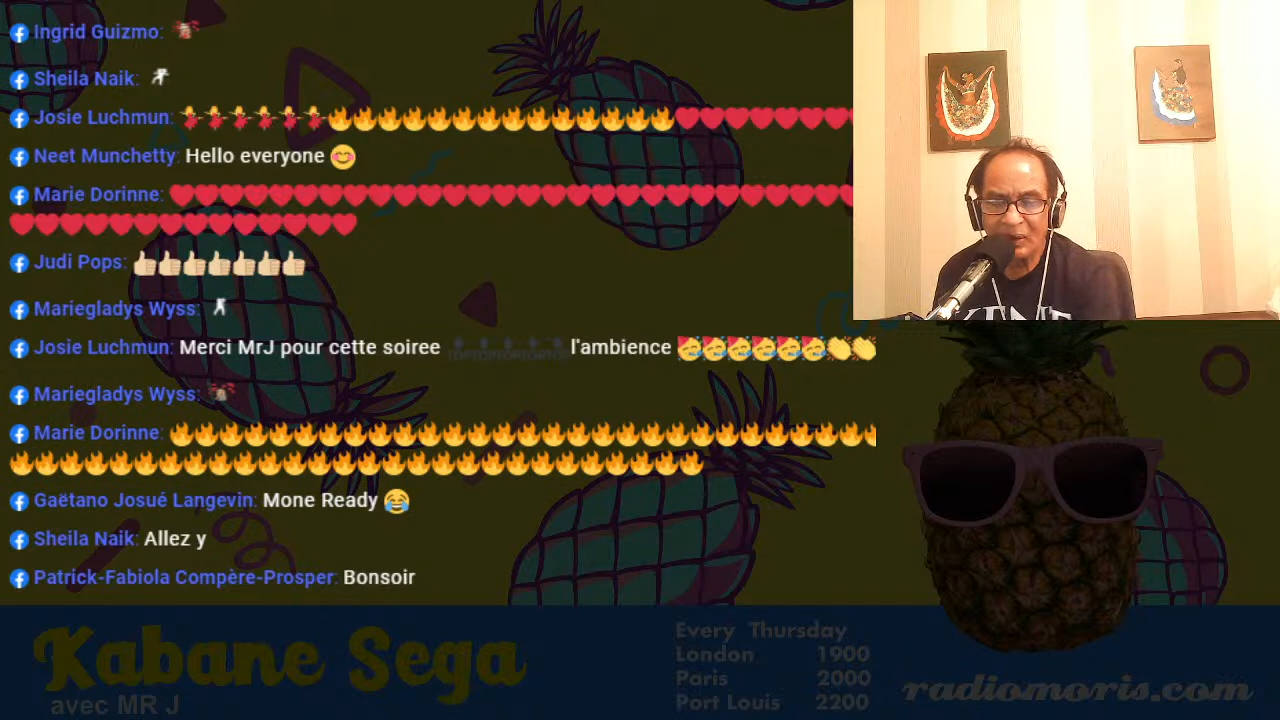 Ingrid Guizmo:
Sheila Naik:
Josie Luchmun: 💃💃💃💃💃💃🔥🔥🔥🔥🔥🔥🔥🔥🔥🔥🔥🔥🔥🔥❤❤❤❤❤❤❤
Neet Munchetty: Hello everyone 😊
Marie Dorinne: ❤❤❤❤❤❤❤❤❤❤❤❤❤❤❤❤❤❤❤❤❤❤❤❤❤❤❤❤
❤❤❤❤❤❤❤❤❤❤❤❤❤❤
Judi Pops: 👍🏼👍🏼👍🏼👍🏼👍🏼👍🏼👍🏼
Mariegladys Wyss:
Josie Luchmun: Merci MrJ pour cette soiree l'ambience 🥳🥳🥳🥳🥳🥳👏👏
Mariegladys Wyss:
Marie Dorinne: 🔥🔥🔥🔥🔥🔥🔥🔥🔥🔥🔥🔥🔥🔥🔥🔥🔥🔥🔥🔥🔥🔥🔥🔥🔥🔥🔥🔥🔥
🔥🔥🔥🔥🔥🔥🔥🔥🔥🔥🔥🔥🔥🔥🔥🔥🔥🔥🔥🔥🔥🔥🔥🔥🔥🔥🔥🔥
Gaëtano Josué Langevin: Mone Ready 😂
Sheila Naik: Allez y
Patrick-Fabiola Compère-Prosper: Bonsoir
Kabane Sega
avec MR J
Every Thursday
London 1900
Paris 2000
Port Louis 2200
radiomoris.com